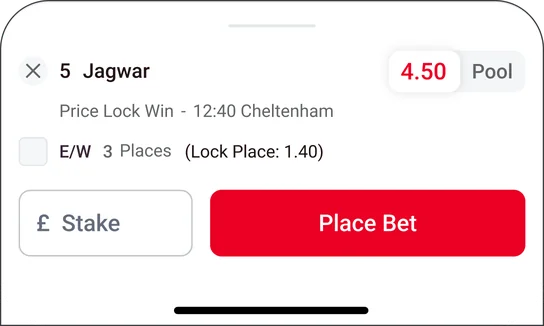 5 Jagwar 4.50 Pool
Price Lock Win - 12:40 Cheltenham
E/W 3 Places (Lock Place: 1.40)
£ Stake Place Bet